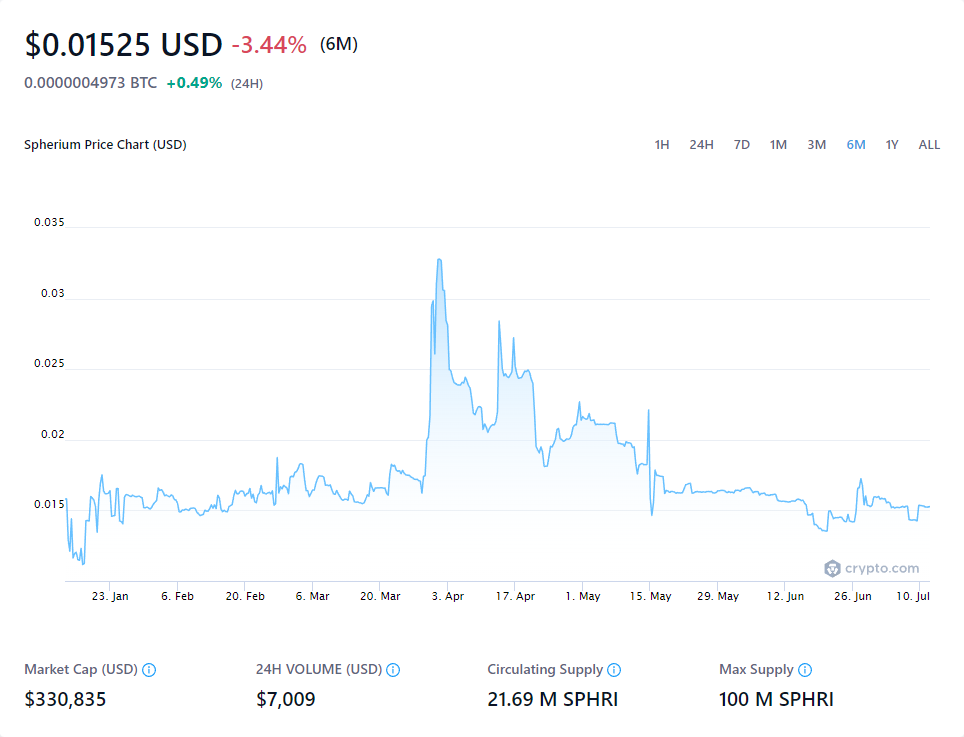 $0.01525 USD -3.44% (6M)
0.0000004973 BTC +0.49% (24H)
Spherium Price Chart (USD) 1H 24H 7D 1M 3M 6M 1Y ALL
0.035
0.03
0.025
0.02
0.015
crypto.com
23. Jan 6. Feb 20. Feb 6. Mar 20. Mar 3. Apr 17. Apr 1. May 15. May 29. May 12. Jun 26. Jun 10. Jul
Market Cap (USD) 24H VOLUME (USD) Circulating Supply Max Supply
$330,835 $7,009 21.69 M SPHRI 100 M SPHRI